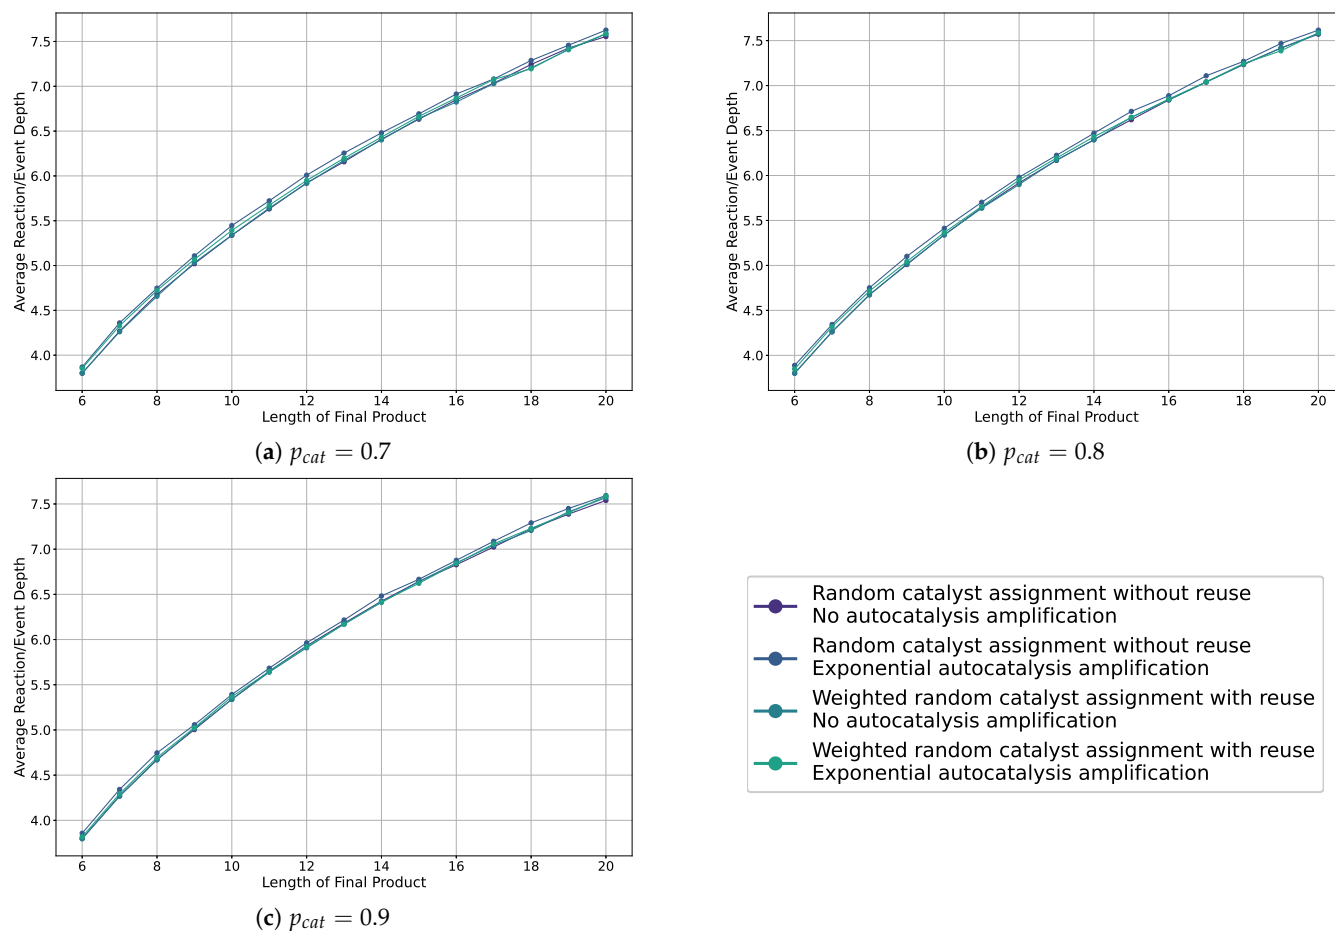 7.5
7.0
6.5
6.0
5.5
5.0
4.5
4.0
Average Reaction/Event Depth
6 8 10 12 14 16 18 20
Length of Final Product
(a) p_cat = 0.7
7.5
7.0
6.5
6.0
5.5
5.0
4.5
4.0
Average Reaction/Event Depth
6 8 10 12 14 16 18 20
Length of Final Product
(b) p_cat = 0.8
7.5
7.0
6.5
6.0
5.5
5.0
4.5
4.0
Average Reaction/Event Depth
6 8 10 12 14 16 18 20
Length of Final Product
(c) p_cat = 0.9
Random catalyst assignment without reuse
No autocatalysis amplification
Random catalyst assignment without reuse
Exponential autocatalysis amplification
Weighted random catalyst assignment with reuse
No autocatalysis amplification
Weighted random catalyst assignment with reuse
Exponential autocatalysis amplification